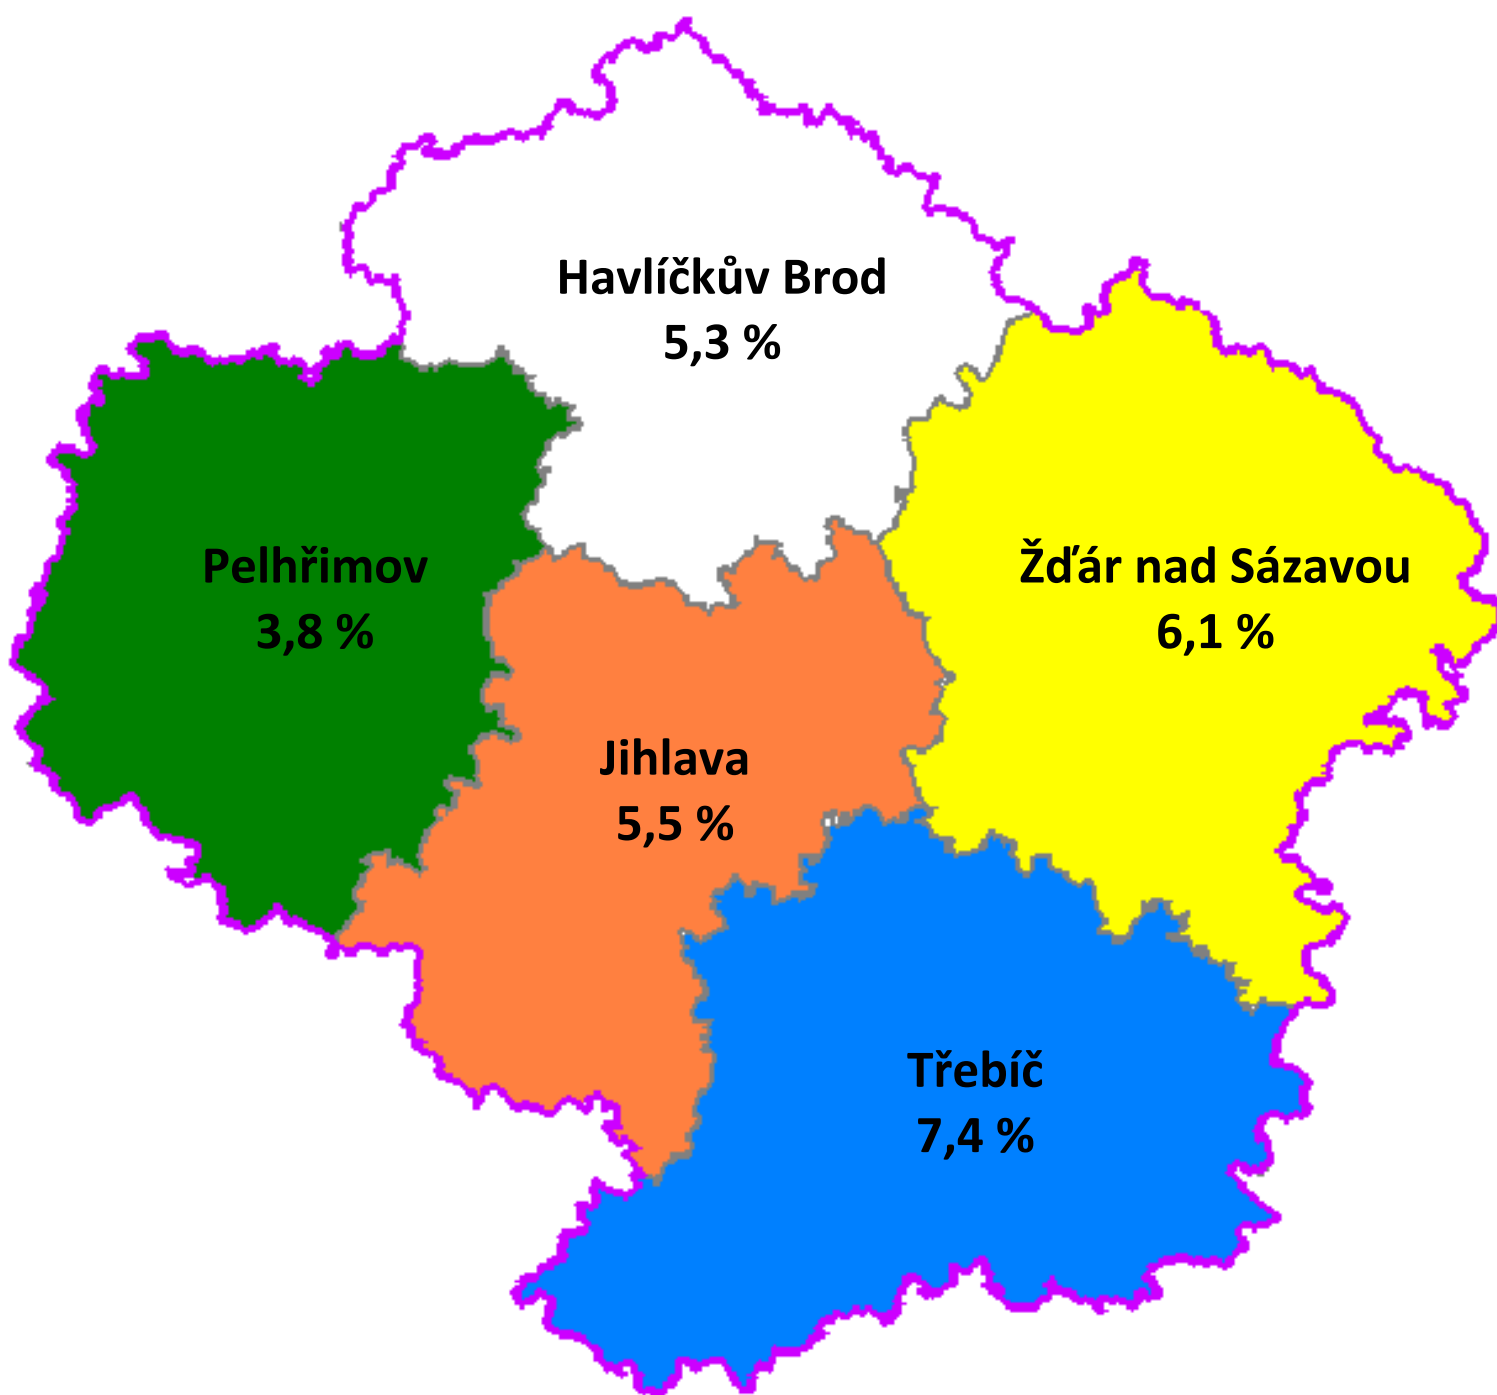 Havlíčkův Brod
5,3 %
Pelhřimov
3,8 %
Žďár nad Sázavou
6,1 %
Jihlava
5,5 %
Třebíč
7,4 %